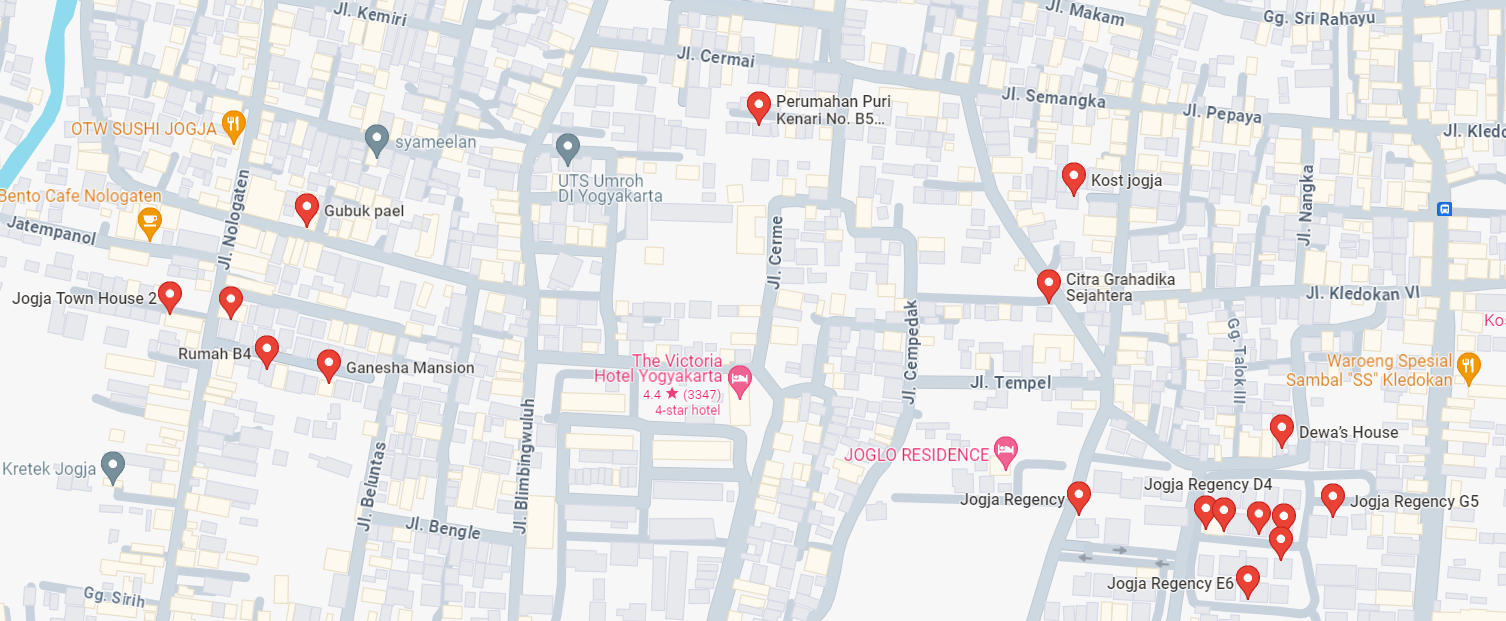 Jl. Kemiri
Jl. Makam
Gg. Sri Rahayu
Jl. Cermai
Jl. Semangka
Jl. Pepaya
Perumahan Puri
Kenari No. B5...
OTW SUSHI JOGJA
syameelan
Jl. Kledo
UTS Umroh
DI Yogyakarta
Kost jogja
Bento Cafe Nologaten
Gubuk pael
Jl. Nologaten
Jl. Nangka
Jatempanol
Jl. Cerme
Citra Grahadika
Sejahtera
Jogja Town House 2
Jl. Kledokan VI
Kos
Jl. Cempedak
Gg. Talok III
Rumah B4
Ganesha Mansion
The Victoria
Hotel Yogyakarta
4.4 ★ (3347)
4-star hotel
Jl. Tempel
Waroeng Spesial
Sambal "SS" Kledokan
Dewa's House
Kretek Jogja
JOGLO RESIDENCE
Jl. Beluntas
Jl. Blimbingwuluh
Jogja Regency
Jogja Regency D4
Jogja Regency G5
Jl. Bengle
Jogja Regency E6
Gg. Sirih